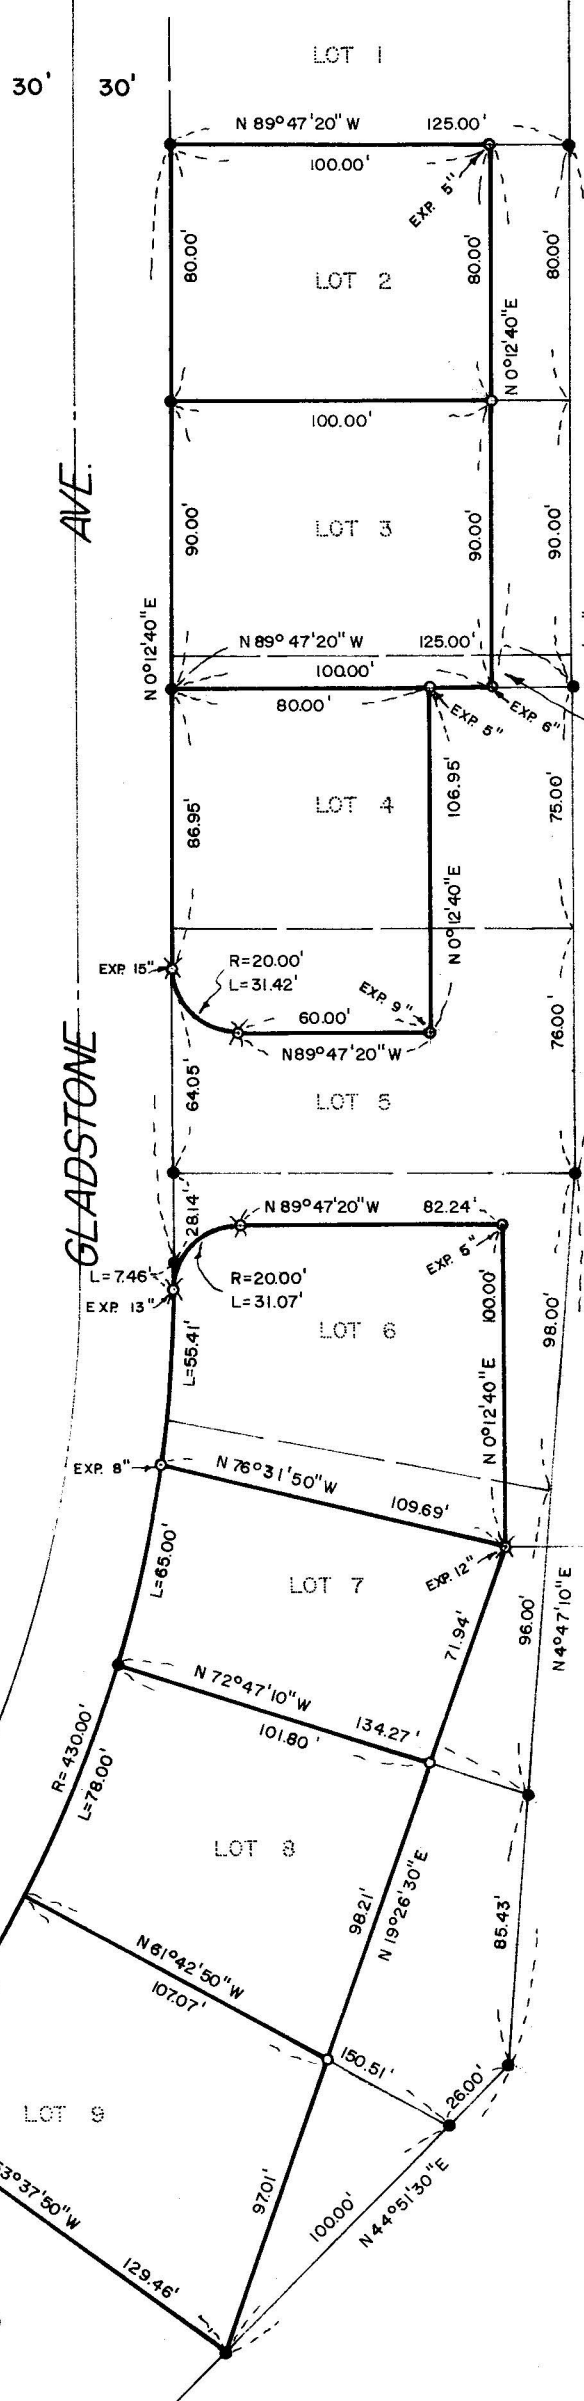 LOT 1
30' 30'
N 89°47'20" W 125.00'
100.00'
EXP. 5"
80.00'
80.00'
80.00'
LOT 2
N 0°12'40" E
100.00'
AVE.
90.00'
LOT 3
90.00'
90.00'
N 0°12'40" E
N 89°47'20" W 125.00'
100.00'
80.00'
EXP. 5"
EXP. 6"
LOT 4
86.95'
106.95'
75.00'
N 0°12'40" E
EXP. 15"
R=20.00'
L=31.42'
EXP. 9"
60.00'
N89°47'20" W
76.00'
GLADSTONE
64.05'
LOT 5
28.14'
N 89°47'20" W 82.24'
EXP. 5"
L=7.46'
EXP. 13"
R=20.00'
L=31.07'
100.00'
98.00'
L=55.41'
LOT 6
N 0°12'40" E
EXP. 8"
N 76°31'50" W
109.69'
EXP. 12"
L=65.00'
LOT 7
71.94'
96.00'
N 4°47'10" E
N 72°47'10" W
101.80'
134.27'
R=430.00'
L=78.00'
LOT 8
98.21'
N 19°26'30" E
85.43'
N 61°42'50" W
107.07'
150.51'
26.00'
LOT 9
3°37'50" W
97.01'
100.00'
N 44°51'30" E
129.46'